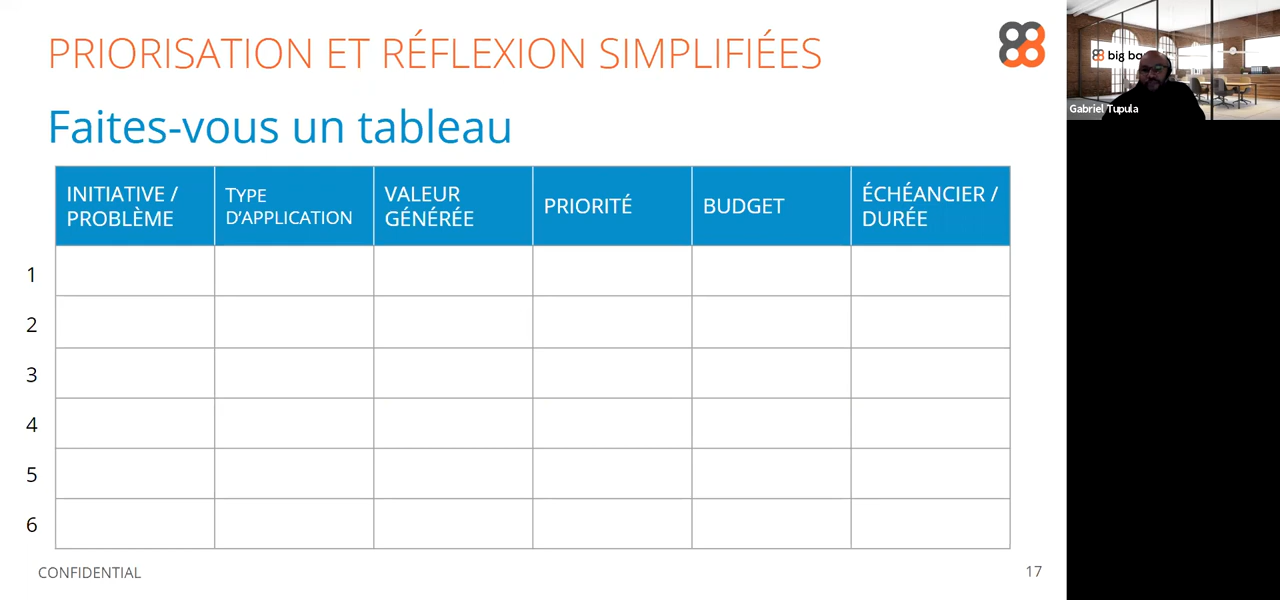 PRIORISATION ET RÉFLEXION SIMPLIFIÉES
Faites-vous un tableau
INITIATIVE / PROBLÈME
TYPE D’APPLICATION
VALEUR GÉNÉRÉE
PRIORITÉ
BUDGET
ÉCHÉANCIER / DURÉE
1
2
3
4
5
6
CONFIDENTIAL
17
big
Gabriel Tupula